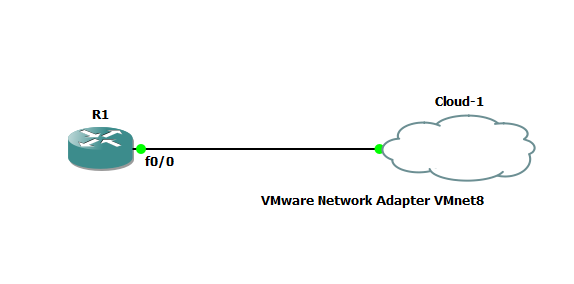 R1
Cloud-1
f0/0
VMware Network Adapter VMnet8